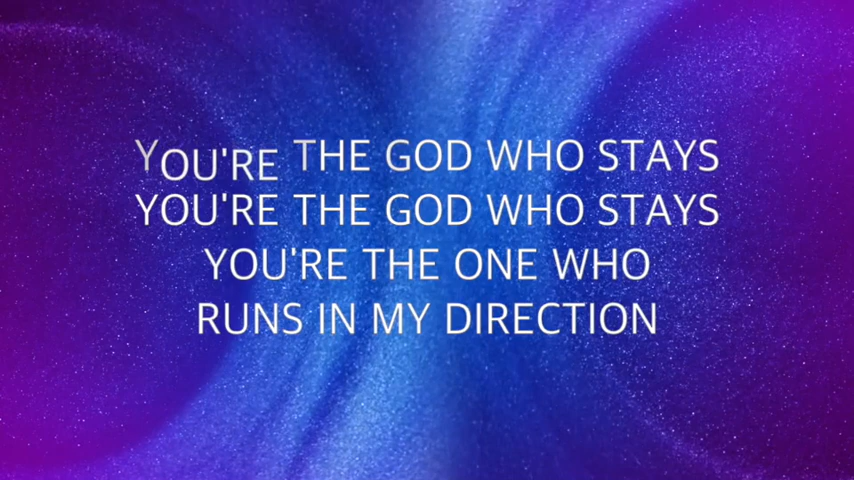 YOU'RE THE GOD WHO STAYS
YOU'RE THE GOD WHO STAYS
YOU'RE THE ONE WHO
RUNS IN MY DIRECTION